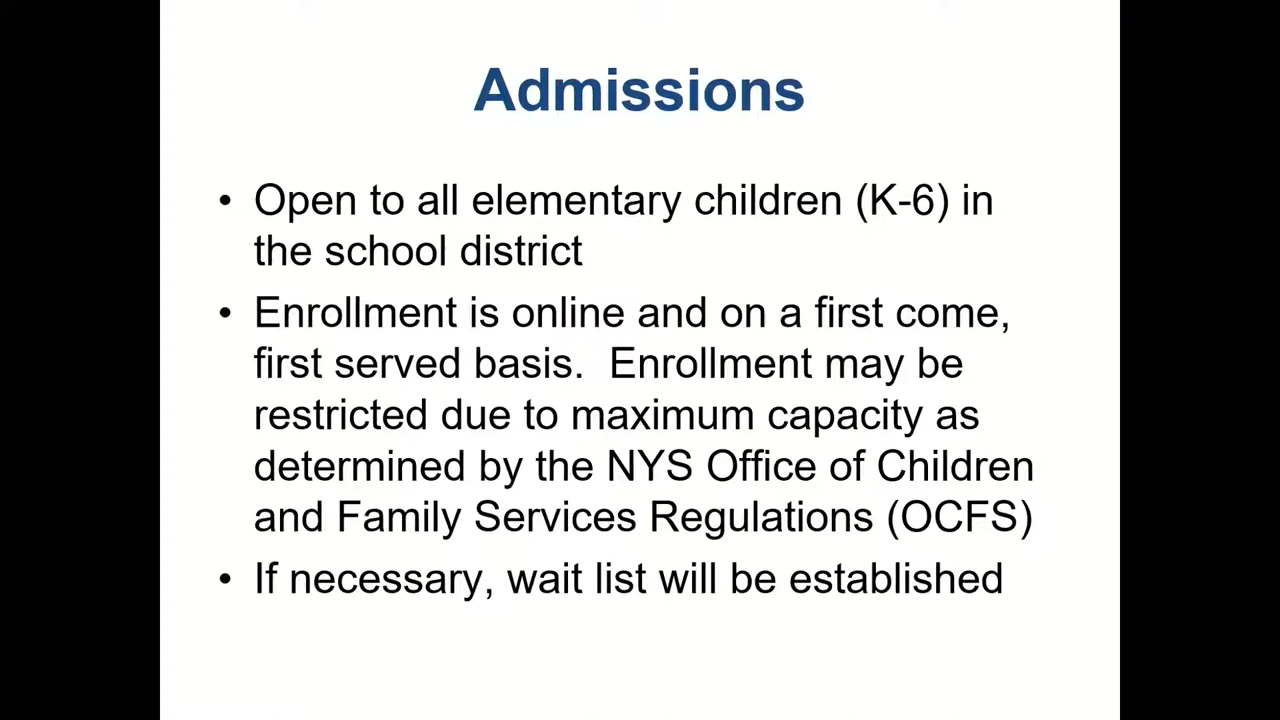 Admissions
• Open to all elementary children (K-6) in
the school district
• Enrollment is online and on a first come,
first served basis.  Enrollment may be
restricted due to maximum capacity as
determined by the NYS Office of Children
and Family Services Regulations (OCFS)
• If necessary, wait list will be established